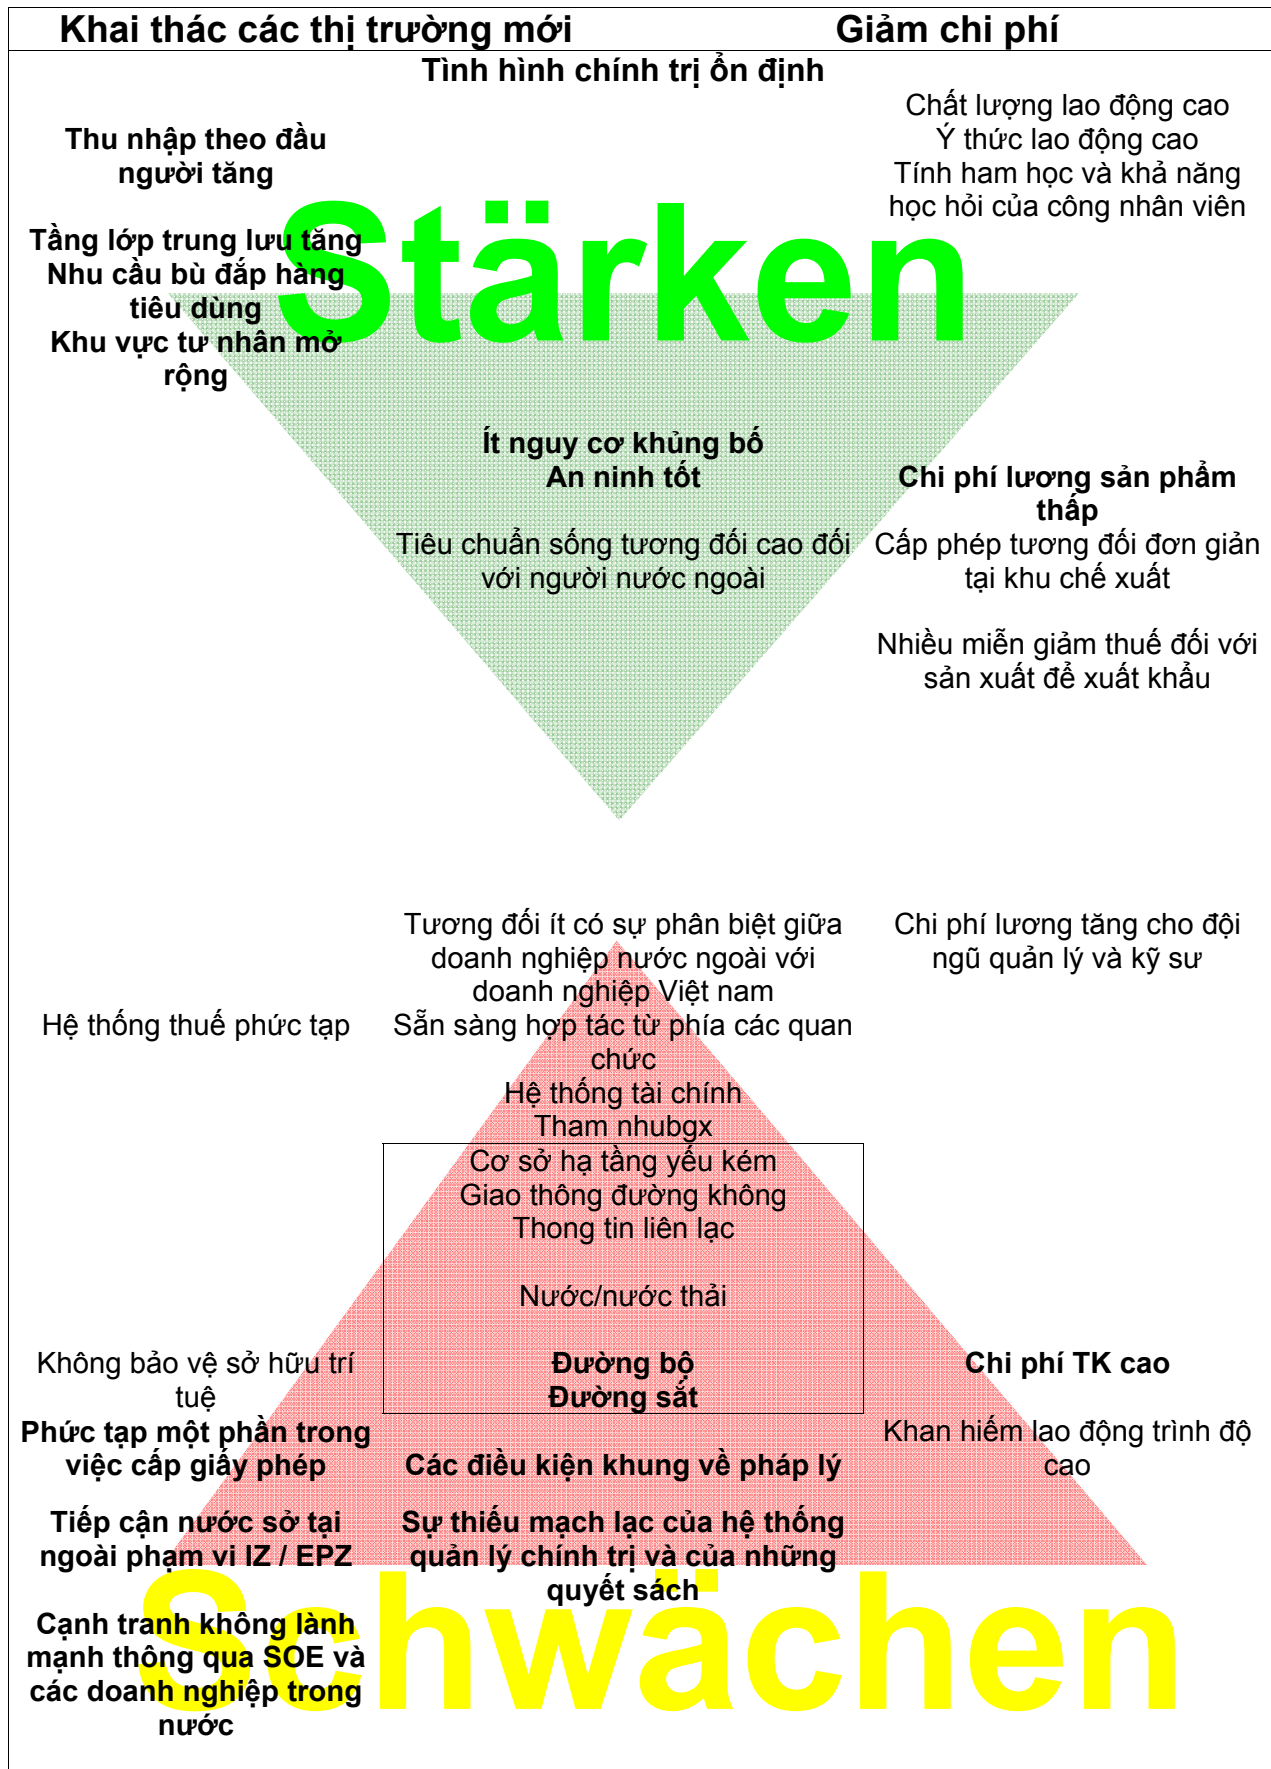 Khai thác các thị trường mới
Giảm chi phí
Tình hình chính trị ổn định
Chất lượng lao động cao
Ý thức lao động cao
Tính ham học và khả năng
học hỏi của công nhân viên
Thu nhập theo đầu
người tăng
Stärken
Tầng lớp trung lưu tăng
Nhu cầu bù đắp hàng
tiêu dùng
Khu vực tư nhân mở
rộng
Ít nguy cơ khủng bố
An ninh tốt
Chi phí lương sản phẩm
thấp
Tiêu chuẩn sống tương đối cao đối
với người nước ngoài
Cấp phép tương đối đơn giản
tại khu chế xuất
Nhiều miễn giảm thuế đối với
sản xuất để xuất khẩu
Tương đối ít có sự phân biệt giữa
doanh nghiệp nước ngoài với
doanh nghiệp Việt nam
Chi phí lương tăng cho đội
ngũ quản lý và kỹ sư
Hệ thống thuế phức tạp
Sẵn sàng hợp tác từ phía các quan
chức
Hệ thống tài chính
Tham nhubgx
Cơ sở hạ tầng yếu kém
Giao thông đường không
Thong tin liên lạc
Nước/nước thải
Không bảo vệ sở hữu trí
tuệ
Đường bộ
Đường sắt
Chi phí TK cao
Phức tạp một phần trong
việc cấp giấy phép
Các điều kiện khung về pháp lý
Khan hiếm lao động trình độ
cao
Tiếp cận nước sở tại
ngoài phạm vi IZ / EPZ
Sự thiếu mạch lạc của hệ thống
quản lý chính trị và của những
quyết sách
Schwächen
Cạnh tranh không lành
mạnh thông qua SOE và
các doanh nghiệp trong
nước